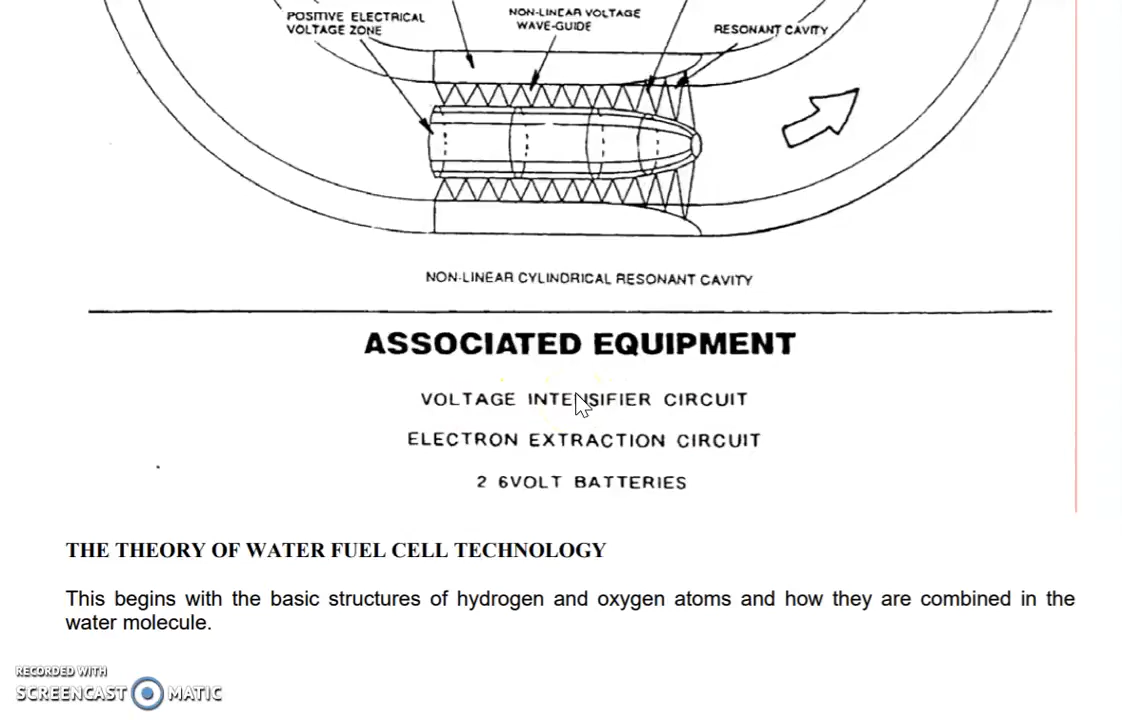 POSITIVE ELECTRICAL
VOLTAGE ZONE
NON-LINEAR VOLTAGE
WAVE-GUIDE
RESONANT CAVITY
NON-LINEAR CYLINDRICAL RESONANT CAVITY
ASSOCIATED EQUIPMENT
VOLTAGE INTENSIFIER CIRCUIT
ELECTRON EXTRACTION CIRCUIT
2 6VOLT BATTERIES
THE THEORY OF WATER FUEL CELL TECHNOLOGY
This begins with the basic structures of hydrogen and oxygen atoms and how they are combined in the
water molecule.
RECORDED WITH
SCREENCAST MATIC